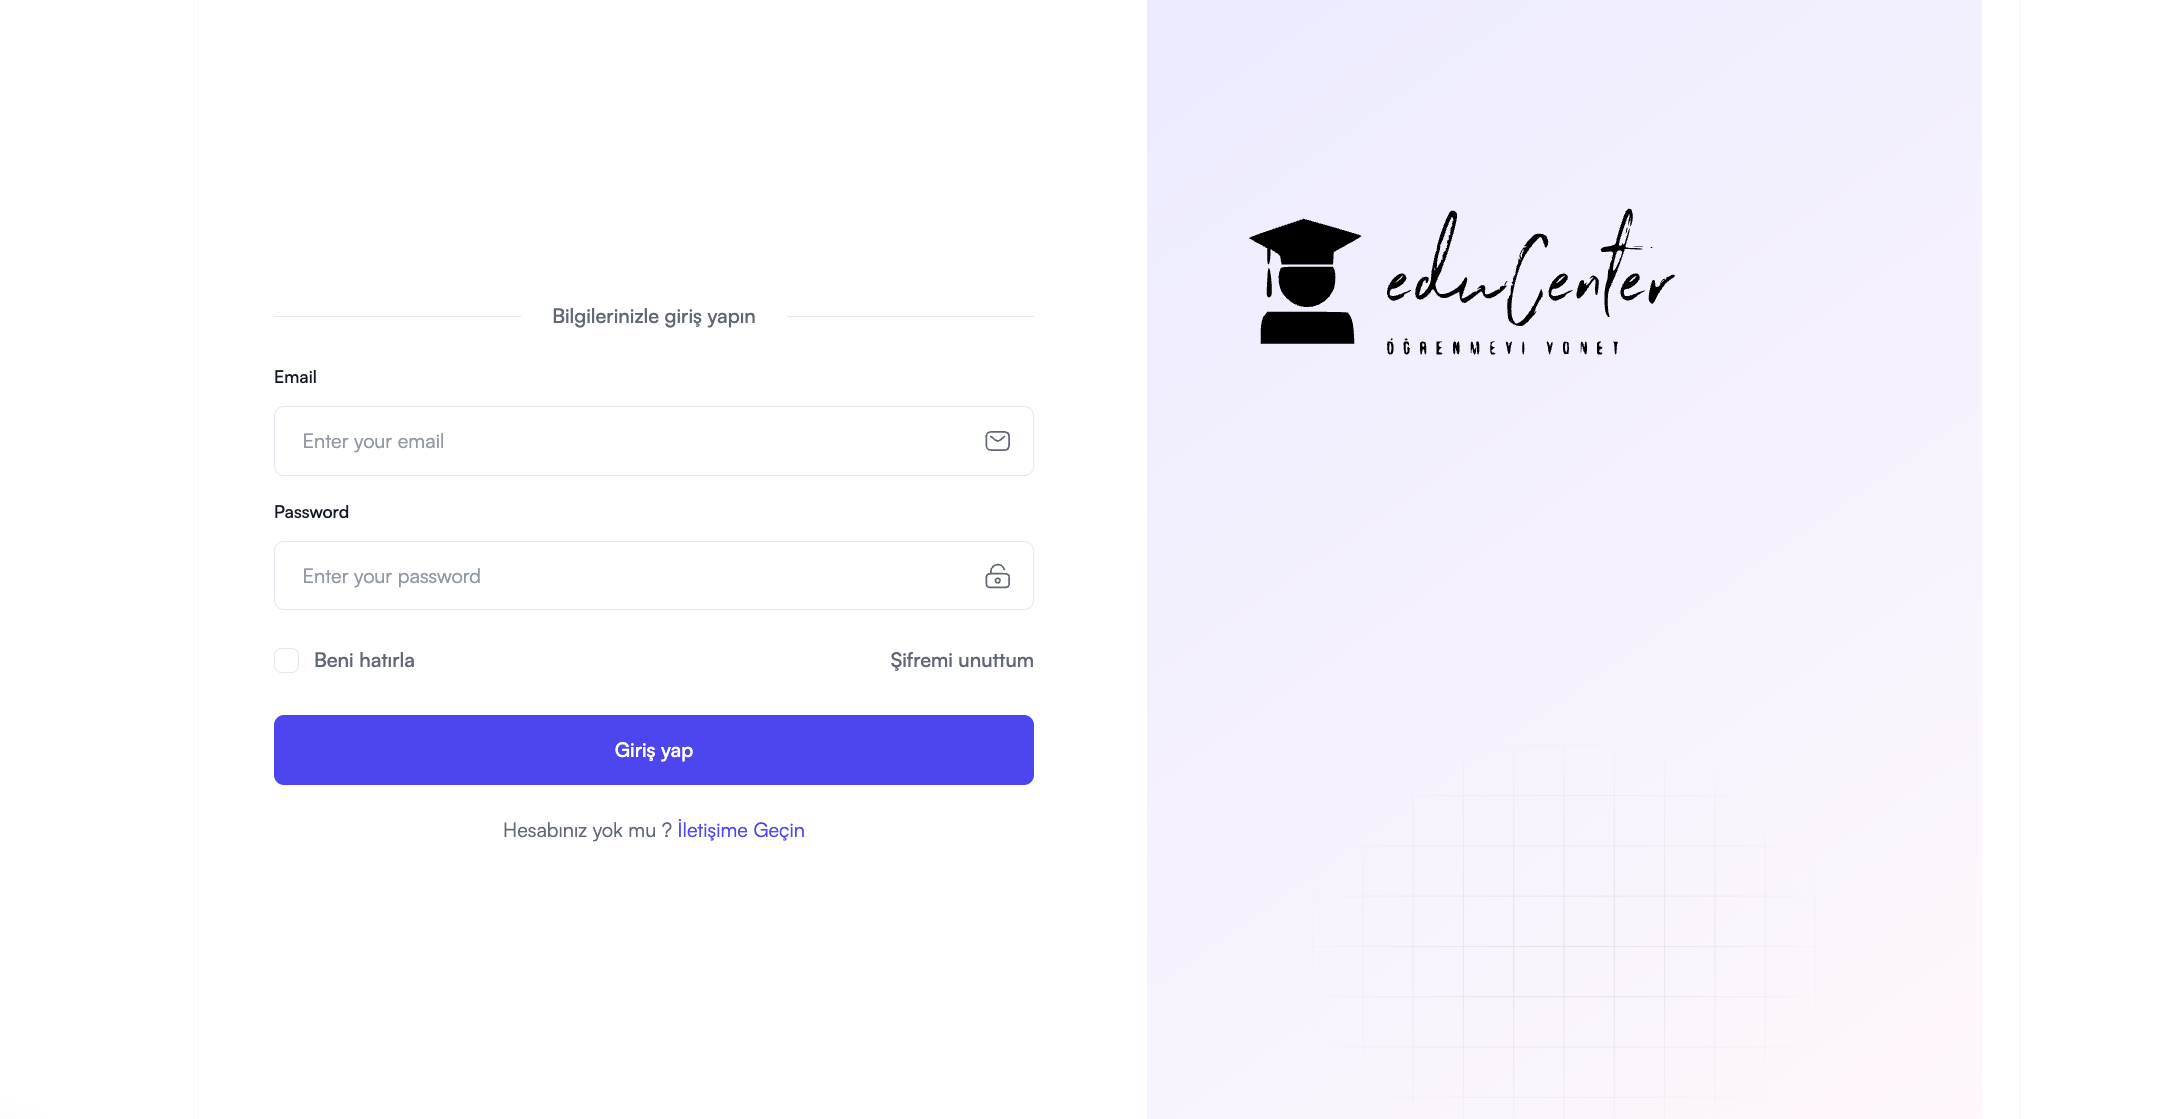 Bilgilerinizle giriş yapın
Email
Enter your email
Password
Enter your password
Beni hatırla
Şifremi unuttum
Giriş yap
Hesabınız yok mu ? İletişime Geçin
eduCenter
ÖĞRENMEYI YONET